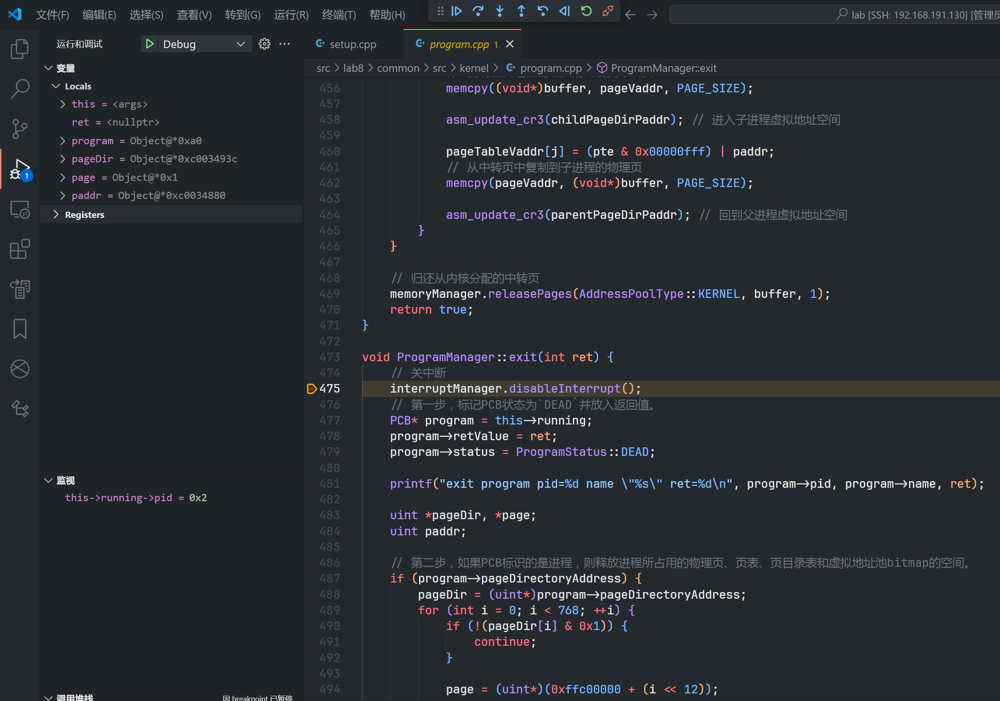 文件(F) 编辑(E) 选择(S) 查看(V) 转到(G) 运行(R) 终端(T) 帮助(H)
lab [SSH: 192.168.191.130] [管理员
运行和调试
Debug
setup.cpp
program.cpp 1
src > lab8 > common > src > kernel > program.cpp > ProgramManager::exit
变量
Locals
this = <args>
ret = <nullptr>
program = Object@*0xa0
pageDir = Object@*0xc003493c
page = Object@*0x1
paddr = Object@*0xc0034880
Registers
1
监视
this->running->pid = 0x2
调用堆栈
因 breakpoint 已暂停
456 memcpy((void*)buffer, pageVaddr, PAGE_SIZE);
457
458 asm_update_cr3(childPageDirPaddr); // 进入子进程虚拟地址空间
459
460 pageTableVaddr[j] = (pte & 0x00000fff) | paddr;
461 // 从中转页中复制到子进程的物理页
462 memcpy(pageVaddr, (void*)buffer, PAGE_SIZE);
463
464 asm_update_cr3(parentPageDirPaddr); // 回到父进程虚拟地址空间
465 }
466 }
467
468 // 归还从内核分配的中转页
469 memoryManager.releasePages(AddressPoolType::KERNEL, buffer, 1);
470 return true;
471 }
472
473 void ProgramManager::exit(int ret) {
474 // 关中断
475 interruptManager.disableInterrupt();
476 // 第一步，标记PCB状态为`DEAD`并放入返回值。
477 PCB* program = this->running;
478 program->retValue = ret;
479 program->status = ProgramStatus::DEAD;
480
481 printf("exit program pid=%d name \"%s\" ret=%d\n", program->pid, program->name, ret);
482
483 uint *pageDir, *page;
484 uint paddr;
485
486 // 第二步，如果PCB标识的是进程，则释放进程所占用的物理页、页表、页目录表和虚拟地址池bitmap的空间。
487 if (program->pageDirectoryAddress) {
488 pageDir = (uint*)program->pageDirectoryAddress;
489 for (int i = 0; i < 768; ++i) {
490 if (!(pageDir[i] & 0x1)) {
491 continue;
492 }
493
494 page = (uint*)(0xffc00000 + (i << 12));